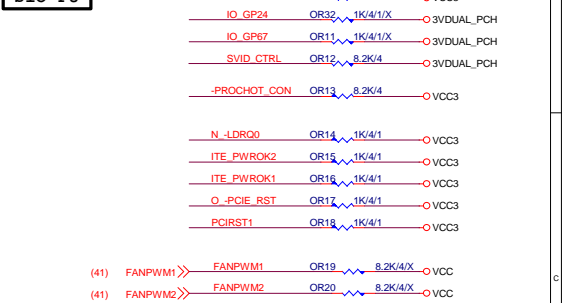 IO_GP24 OR32 1K/4/1/X 3VDUAL_PCH
IO_GP67 OR11 1K/4/1/X 3VDUAL_PCH
SVID_CTRL OR12 8.2K/4 3VDUAL_PCH
-PROCHOT_CON OR13 8.2K/4 VCC3
N_-LDRQ0 OR14 1K/4/1 VCC3
ITE_PWROK2 OR15 1K/4/1 VCC3
ITE_PWROK1 OR16 1K/4/1 VCC3
O_-PCIE_RST OR17 1K/4/1 VCC3
PCIRST1 OR18 1K/4/1 VCC3
(41) FANPWM1 FANPWM1 OR19 8.2K/4/X VCC
C
(41) FANPWM2 FANPWM2 OR20 8.2K/4/X VCC